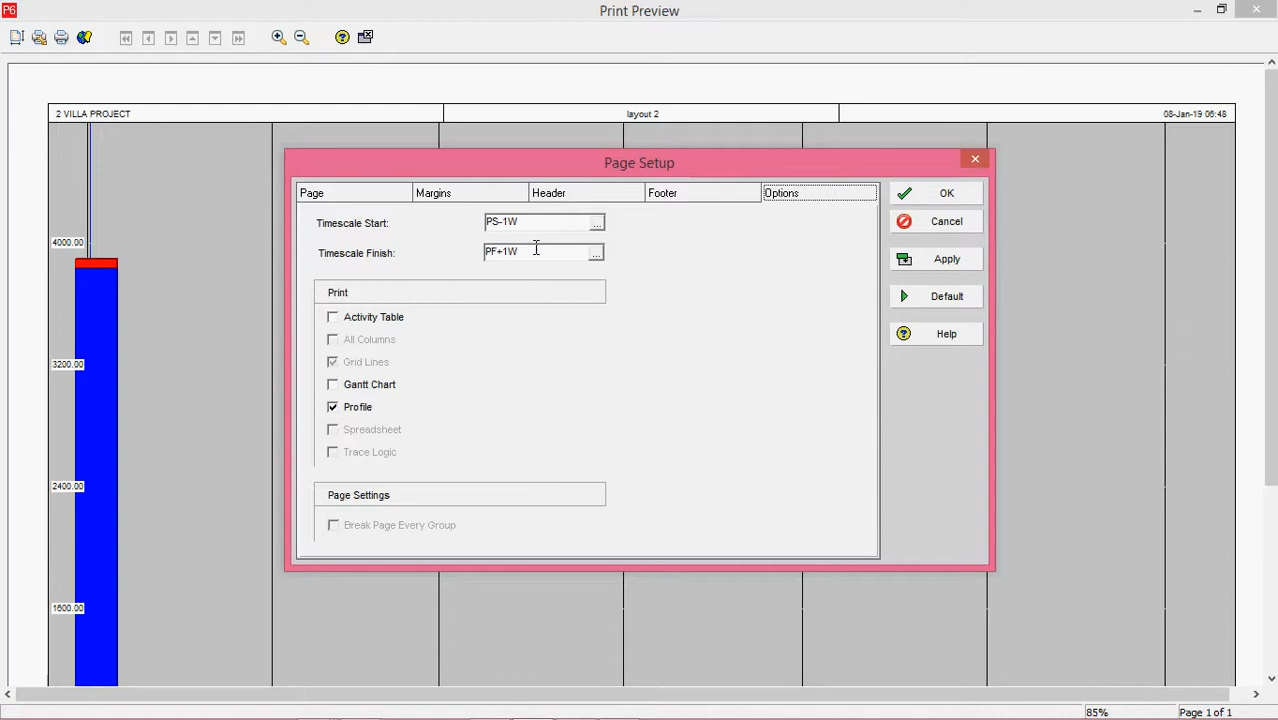 P6
Print Preview
2 VILLA PROJECT
layout 2
08-Jan-19 06:48
Page Setup
Page
Margins
Header
Footer
Options
OK
Timescale Start:
PS-1W
...
Cancel
Timescale Finish:
PF+1W
...
Apply
Print
Default
Activity Table
All Columns
Help
Grid Lines
Gantt Chart
Profile
Spreadsheet
Trace Logic
Page Settings
Break Page Every Group
4000.00
3200.00
2400.00
1600.00
85%
Page 1 of 1